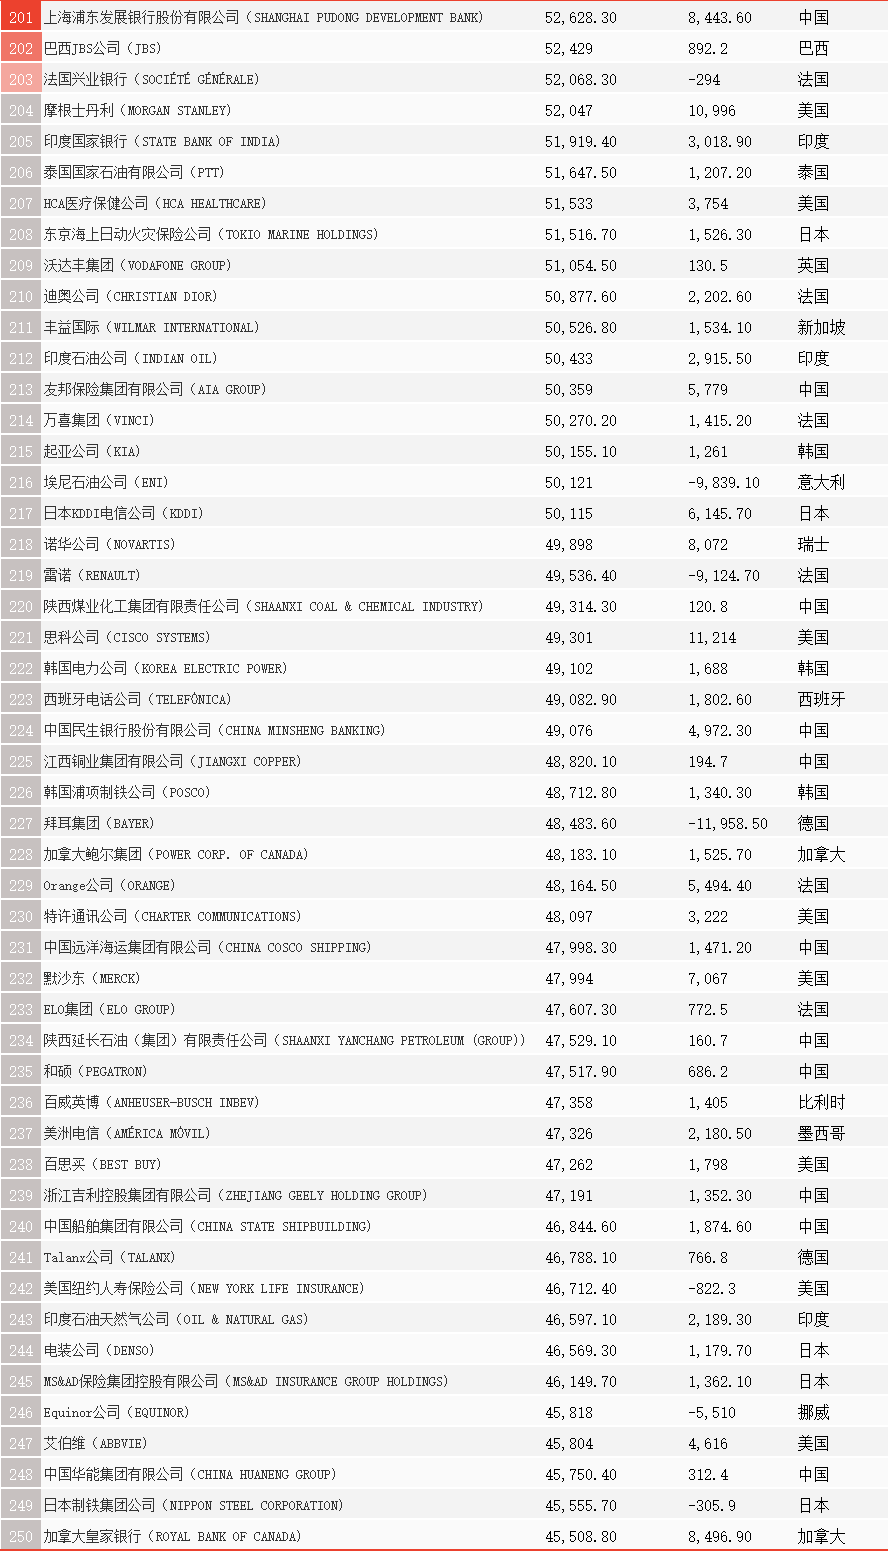 201 上海浦东发展银行股份有限公司（SHANGHAI PUDONG DEVELOPMENT BANK) 52,628.30 8,443.60 中国
202 巴西JBS公司（JBS) 52,429 892.2 巴西
203 法国兴业银行（SOCIÉTÉ GÉNÉRALE) 52,068.30 -294 法国
204 摩根士丹利（MORGAN STANLEY) 52,047 10,996 美国
205 印度国家银行（STATE BANK OF INDIA) 51,919.40 3,018.90 印度
206 泰国国家石油有限公司（PTT) 51,647.50 1,207.20 泰国
207 HCA医疗保健公司（HCA HEALTHCARE) 51,533 3,754 美国
208 东京海上日动火灾保险公司（TOKIO MARINE HOLDINGS) 51,516.70 1,526.30 日本
209 沃达丰集团（VODAFONE GROUP) 51,054.50 130.5 英国
210 迪奥公司（CHRISTIAN DIOR) 50,877.60 2,202.60 法国
211 丰益国际（WILMAR INTERNATIONAL) 50,526.80 1,534.10 新加坡
212 印度石油公司（INDIAN OIL) 50,433 2,915.50 印度
213 友邦保险集团有限公司（AIA GROUP) 50,359 5,779 中国
214 万喜集团（VINCI) 50,270.20 1,415.20 法国
215 起亚公司（KIA) 50,155.10 1,261 韩国
216 埃尼石油公司（ENI) 50,121 -9,839.10 意大利
217 日本KDDI电信公司（KDDI) 50,115 6,145.70 日本
218 诺华公司（NOVARTIS) 49,898 8,072 瑞士
219 雷诺（RENAULT) 49,536.40 -9,124.70 法国
220 陕西煤业化工集团有限责任公司（SHAANXI COAL & CHEMICAL INDUSTRY) 49,314.30 120.8 中国
221 思科公司（CISCO SYSTEMS) 49,301 11,214 美国
222 韩国电力公司（KOREA ELECTRIC POWER) 49,102 1,688 韩国
223 西班牙电话公司（TELEFÓNICA) 49,082.90 1,802.60 西班牙
224 中国民生银行股份有限公司（CHINA MINSHENG BANKING) 49,076 4,972.30 中国
225 江西铜业集团有限公司（JIANGXI COPPER) 48,820.10 194.7 中国
226 韩国浦项制铁公司（POSCO) 48,712.80 1,340.30 韩国
227 拜耳集团（BAYER) 48,483.60 -11,958.50 德国
228 加拿大鲍尔集团（POWER CORP. OF CANADA) 48,183.10 1,525.70 加拿大
229 Orange公司（ORANGE) 48,164.50 5,494.40 法国
230 特许通讯公司（CHARTER COMMUNICATIONS) 48,097 3,222 美国
231 中国远洋海运集团有限公司（CHINA COSCO SHIPPING) 47,998.30 1,471.20 中国
232 默沙东（MERCK) 47,994 7,067 美国
233 ELO集团（ELO GROUP) 47,607.30 772.5 法国
234 陕西延长石油（集团）有限责任公司（SHAANXI YANCHANG PETROLEUM (GROUP)) 47,529.10 160.7 中国
235 和硕（PEGATRON) 47,517.90 686.2 中国
236 百威英博（ANHEUSER-BUSCH INBEV) 47,358 1,405 比利时
237 美洲电信（AMÉRICA MÓVIL) 47,326 2,180.50 墨西哥
238 百思买（BEST BUY) 47,262 1,798 美国
239 浙江吉利控股集团有限公司（ZHEJIANG GEELY HOLDING GROUP) 47,191 1,352.30 中国
240 中国船舶集团有限公司（CHINA STATE SHIPBUILDING) 46,844.60 1,874.60 中国
241 Talanx公司（TALANX) 46,788.10 766.8 德国
242 美国纽约人寿保险公司（NEW YORK LIFE INSURANCE) 46,712.40 -822.3 美国
243 印度石油天然气公司（OIL & NATURAL GAS) 46,597.10 2,189.30 印度
244 电装公司（DENSO) 46,569.30 1,179.70 日本
245 MS&AD保险集团控股有限公司（MS&AD INSURANCE GROUP HOLDINGS) 46,149.70 1,362.10 日本
246 Equinor公司（EQUINOR) 45,818 -5,510 挪威
247 艾伯维（ABBVIE) 45,804 4,616 美国
248 中国华能集团有限公司（CHINA HUANENG GROUP) 45,750.40 312.4 中国
249 日本制铁集团公司（NIPPON STEEL CORPORATION) 45,555.70 -305.9 日本
250 加拿大皇家银行（ROYAL BANK OF CANADA) 45,508.80 8,496.90 加拿大